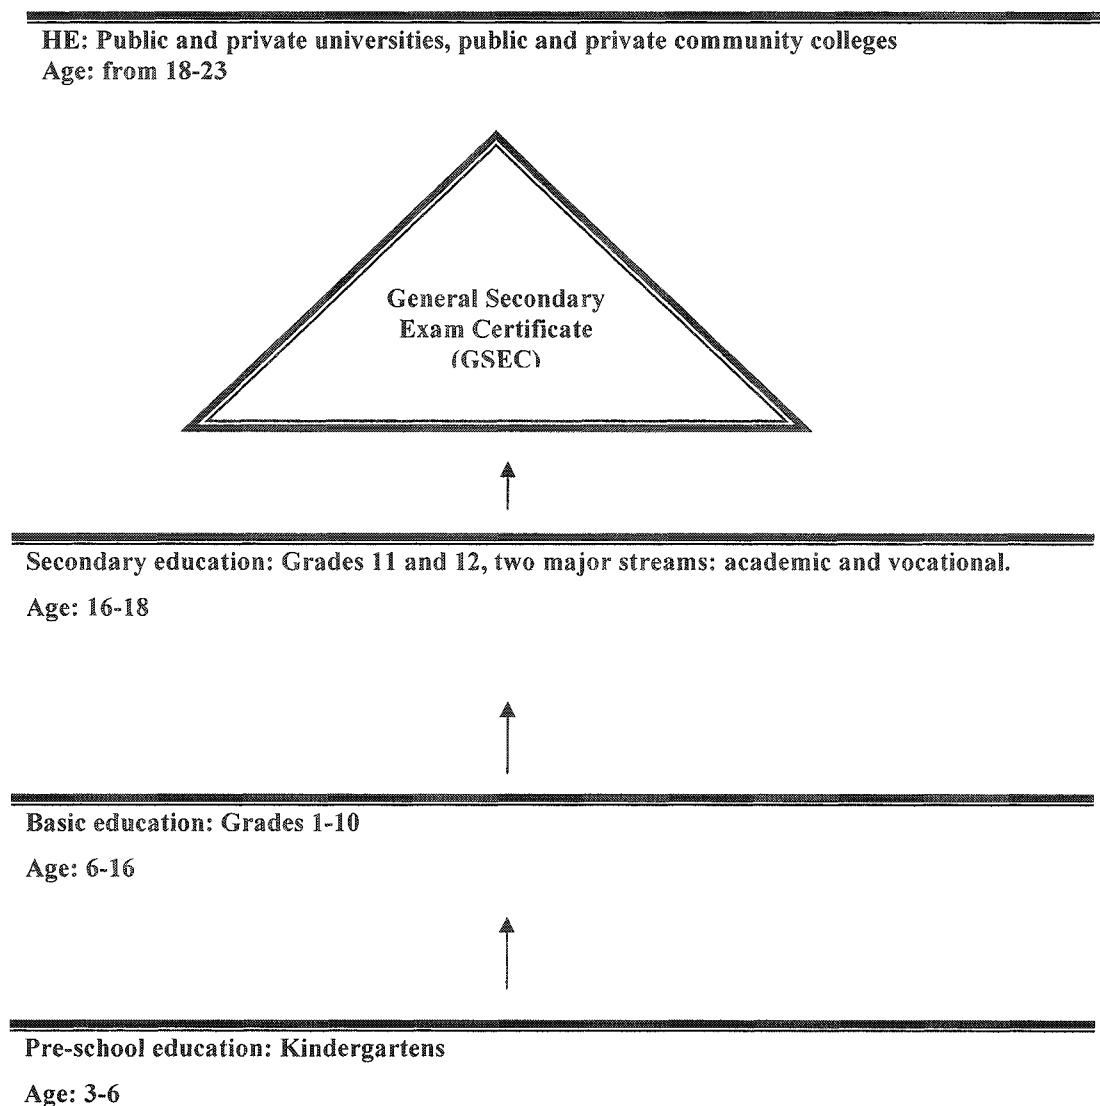 HE: Public and private universities, public and private community colleges
Age: from 18-23
General Secondary
Exam Certificate
(GSEC)
Secondary education: Grades 11 and 12, two major streams: academic and vocational.
Age: 16-18
Basic education: Grades 1-10
Age: 6-16
Pre-school education: Kindergartens
Age: 3-6